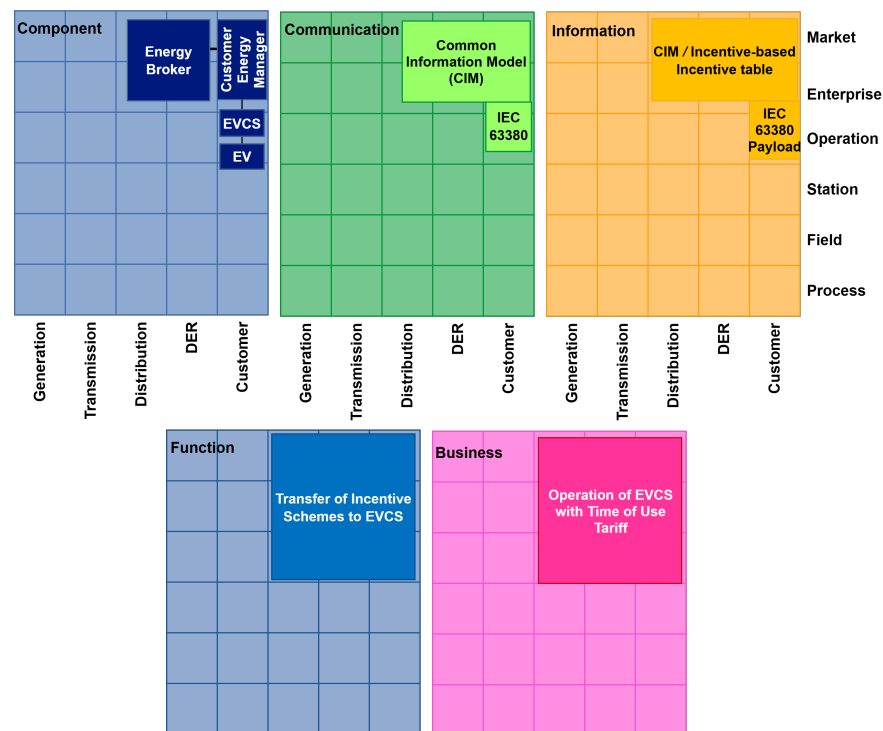 Component
Energy
Broker
Customer
Energy
Manager
EVCS
EV
Communication
Common
Information Model
(CIM)
IEC
63380
Information
CIM / Incentive-based
Incentive table
IEC
63380
Payload
Market
Enterprise
Operation
Station
Field
Process
Generation
Transmission
Distribution
DER
Customer
Generation
Transmission
Distribution
DER
Customer
Generation
Transmission
Distribution
DER
Customer
Function
Transfer of Incentive
Schemes to EVCS
Business
Operation of EVCS
with Time of Use
Tariff